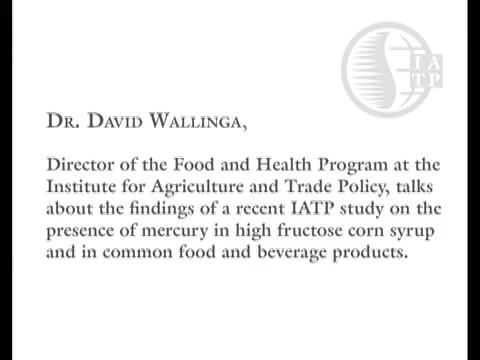 IA
TP
DR. DAVID WALLINGA,
Director of the Food and Health Program at the
Institute for Agriculture and Trade Policy, talks
about the findings of a recent IATP study on the
presence of mercury in high fructose corn syrup
and in common food and beverage products.